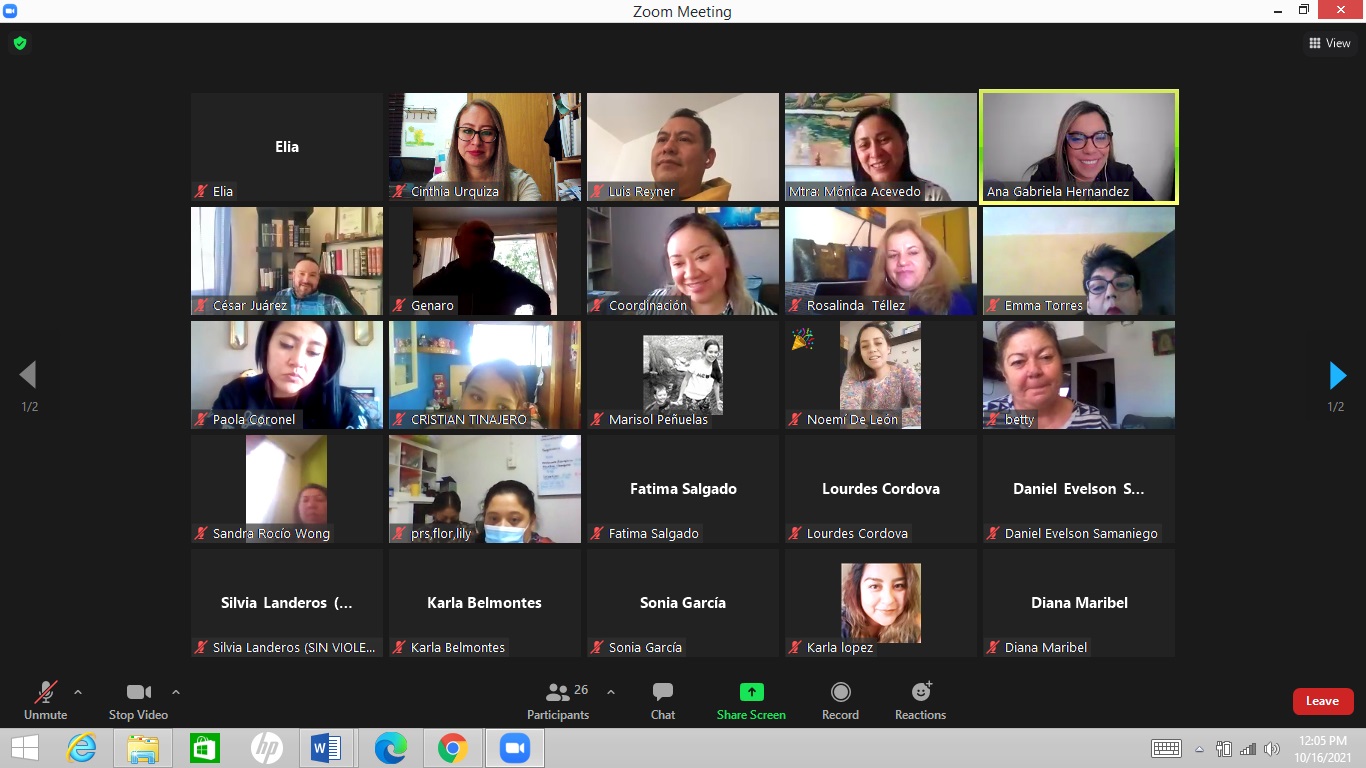 Zoom Meeting
View
Elia
Elia
Cinthia Urquiza
Luis Reyner
Mtra: Mónica Acevedo
Ana Gabriela Hernandez
César Juárez
Genaro
Coordinación
Rosalinda Téllez
Emma Torres
Paola Coronel
CRISTIAN TINAJERO
Marisol Peñuelas
Noemí De León
betty
1/2
1/2
Sandra Rocío Wong
prs,flor,lily
Fatima Salgado
Fatima Salgado
Lourdes Cordova
Lourdes Cordova
Daniel Evelson S...
Daniel Evelson Samaniego
Silvia Landeros (...
Silvia Landeros (SIN VIOLE...
Karla Belmontes
Karla Belmontes
Sonia García
Sonia García
Karla lopez
Diana Maribel
Diana Maribel
Unmute
Stop Video
26
Participants
Chat
Share Screen
Record
Reactions
Leave
hp
12:05 PM
10/16/2021